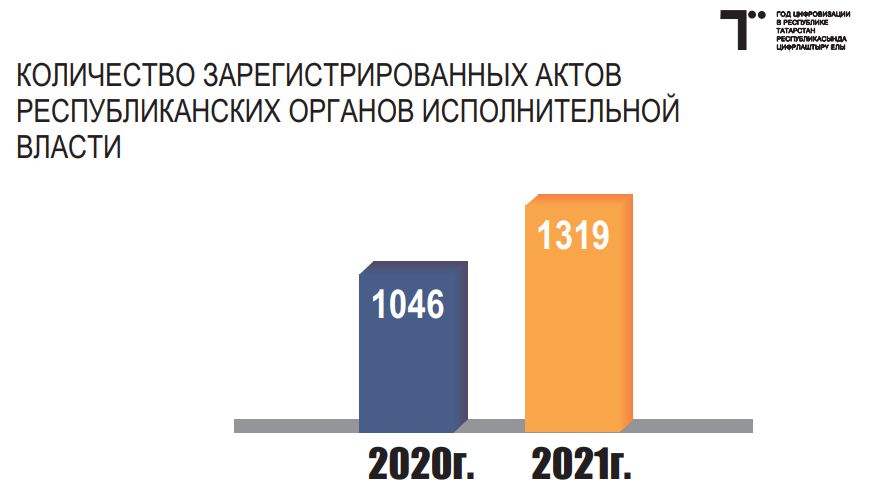 ГОД ЦИФРОВИЗАЦИИ
В РЕСПУБЛИКЕ
ТАТАРСТАН
РЕСПУБЛИКАСЫНДА
ЦИФРЛАШТЫРУ ЕЛЫ
КОЛИЧЕСТВО ЗАРЕГИСТРИРОВАННЫХ АКТОВ
РЕСПУБЛИКАНСКИХ ОРГАНОВ ИСПОЛНИТЕЛЬНОЙ
ВЛАСТИ
1319
1046
2020г. 2021г.